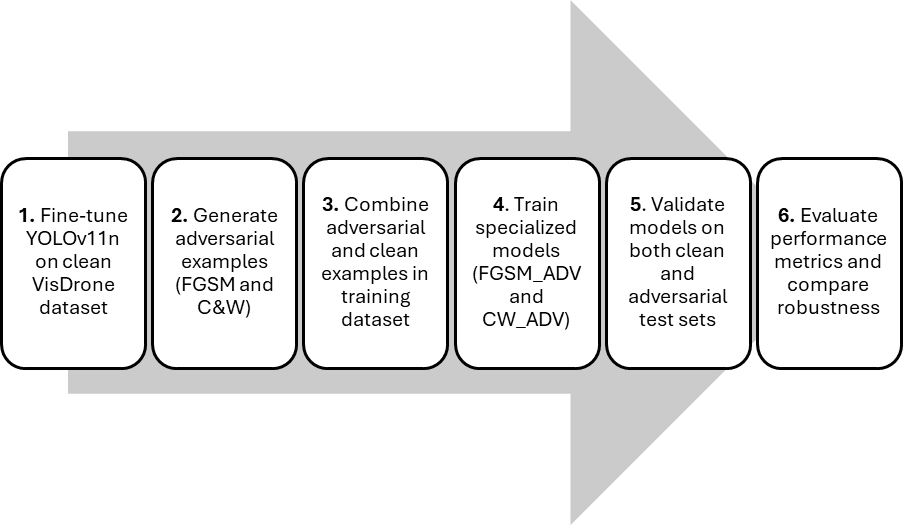 1. Fine-tune
YOLOv11n
on clean
VisDrone
dataset
2. Generate
adversarial
examples
(FGSM and
C&W)
3. Combine
adversarial
and clean
examples in
training
dataset
4. Train
specialized
models
(FGSM_ADV
and
CW_ADV)
5. Validate
models on
both clean
and
adversarial
test sets
6. Evaluate
performance
metrics and
compare
robustness